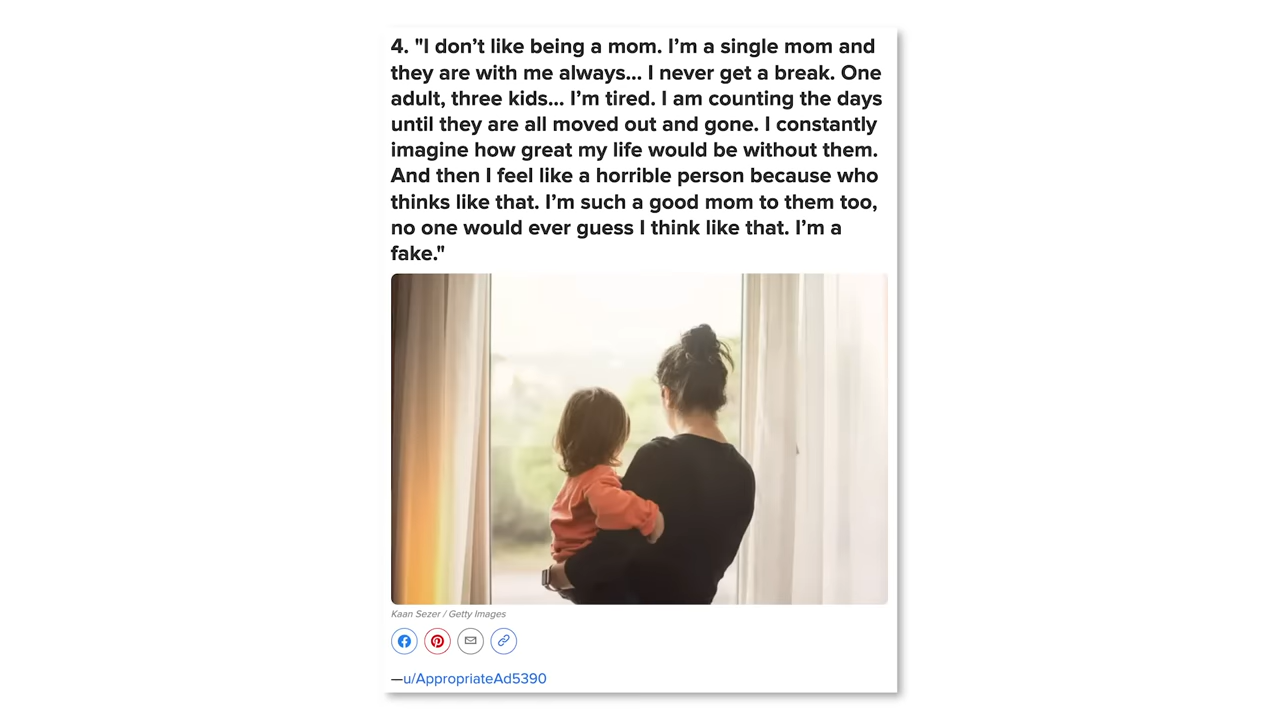 4. "I don’t like being a mom. I’m a single mom and
they are with me always... I never get a break. One
adult, three kids... I’m tired. I am counting the days
until they are all moved out and gone. I constantly
imagine how great my life would be without them.
And then I feel like a horrible person because who
thinks like that. I’m such a good mom to them too,
no one would ever guess I think like that. I’m a
fake."
Kaan Sezer / Getty Images
—u/AppropriateAd5390